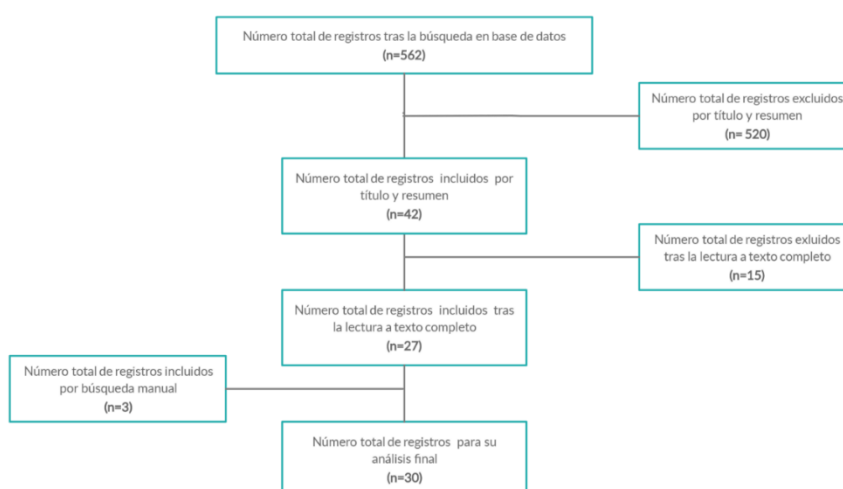 Número total de registros tras la búsqueda en base de datos
(n=562)
Número total de registros excluidos
por título y resumen
(n= 520)
Número total de registros incluidos por
título y resumen
(n=42)
Número total de registros exluidos
tras la lectura a texto completo
(n=15)
Número total de registros incluidos tras
la lectura a texto completo
(n=27)
Número total de registros incluidos
por búsqueda manual
(n=3)
Número total de registros para su
análisis final
(n=30)